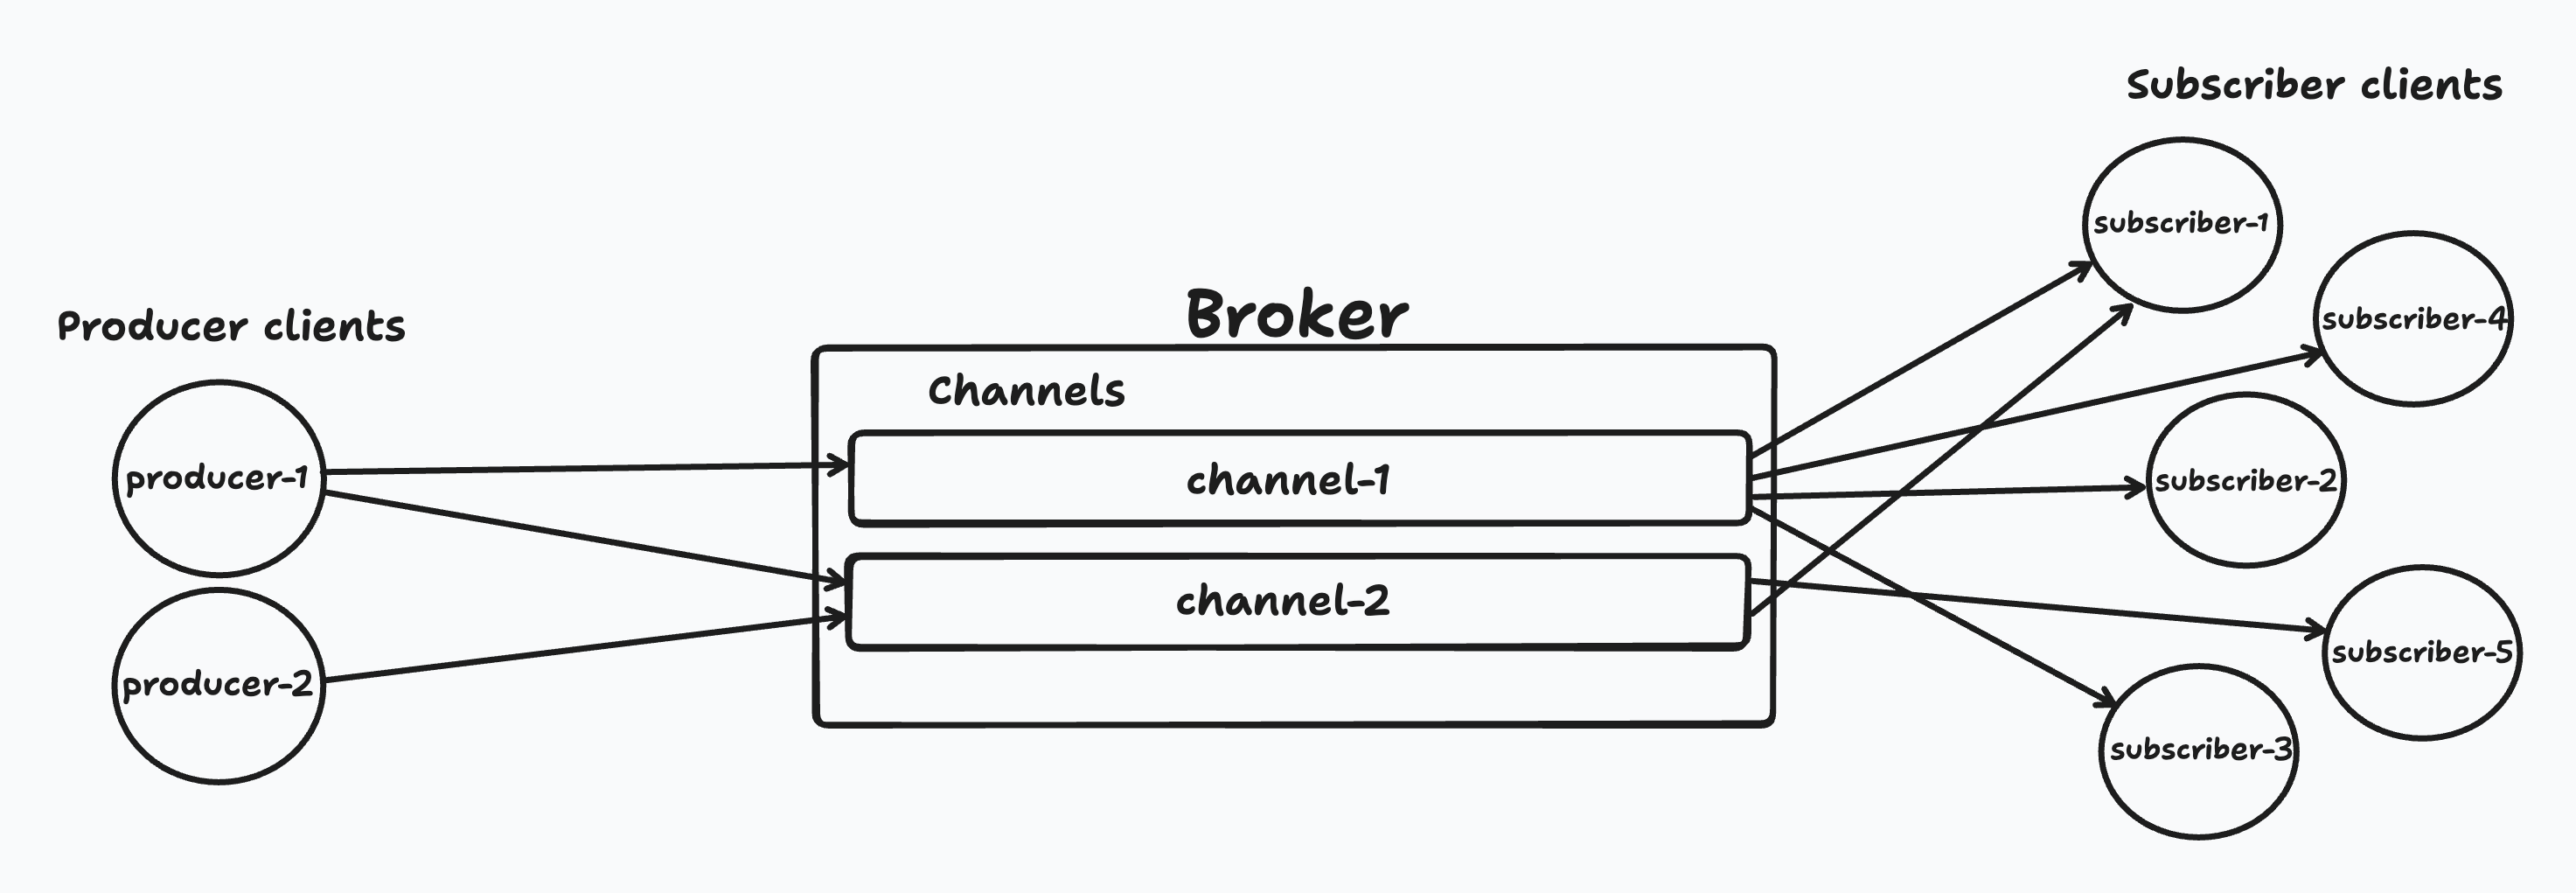 Subscriber clients
subscriber-1
subscriber-4
Broker
Producer clients
Channels
producer-1
channel-1
subscriber-2
channel-2
subscriber-5
producer-2
subscriber-3